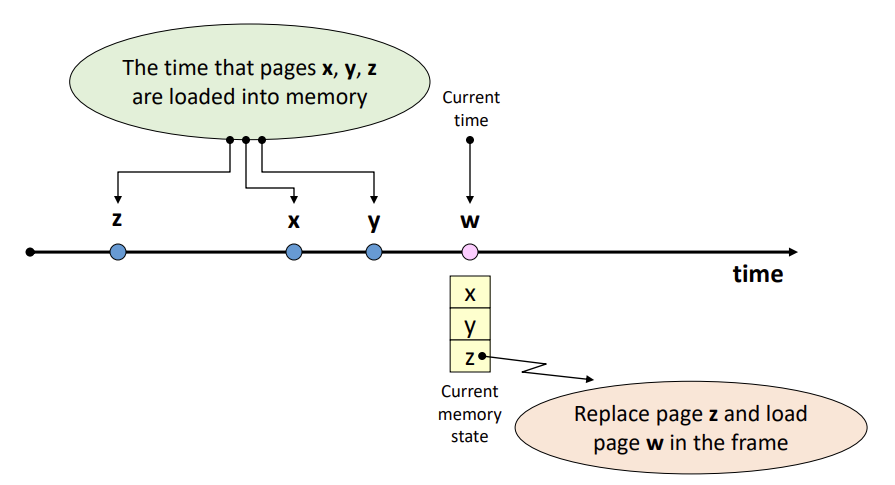 The time that pages x, y, z
are loaded into memory
Current
time
z
x
y
w
time
x
y
z
Current
memory
state
Replace page z and load
page w in the frame